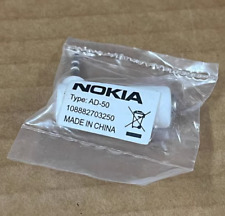 NOKIA
Type: AD-50
108882703250
MADE IN CHINA